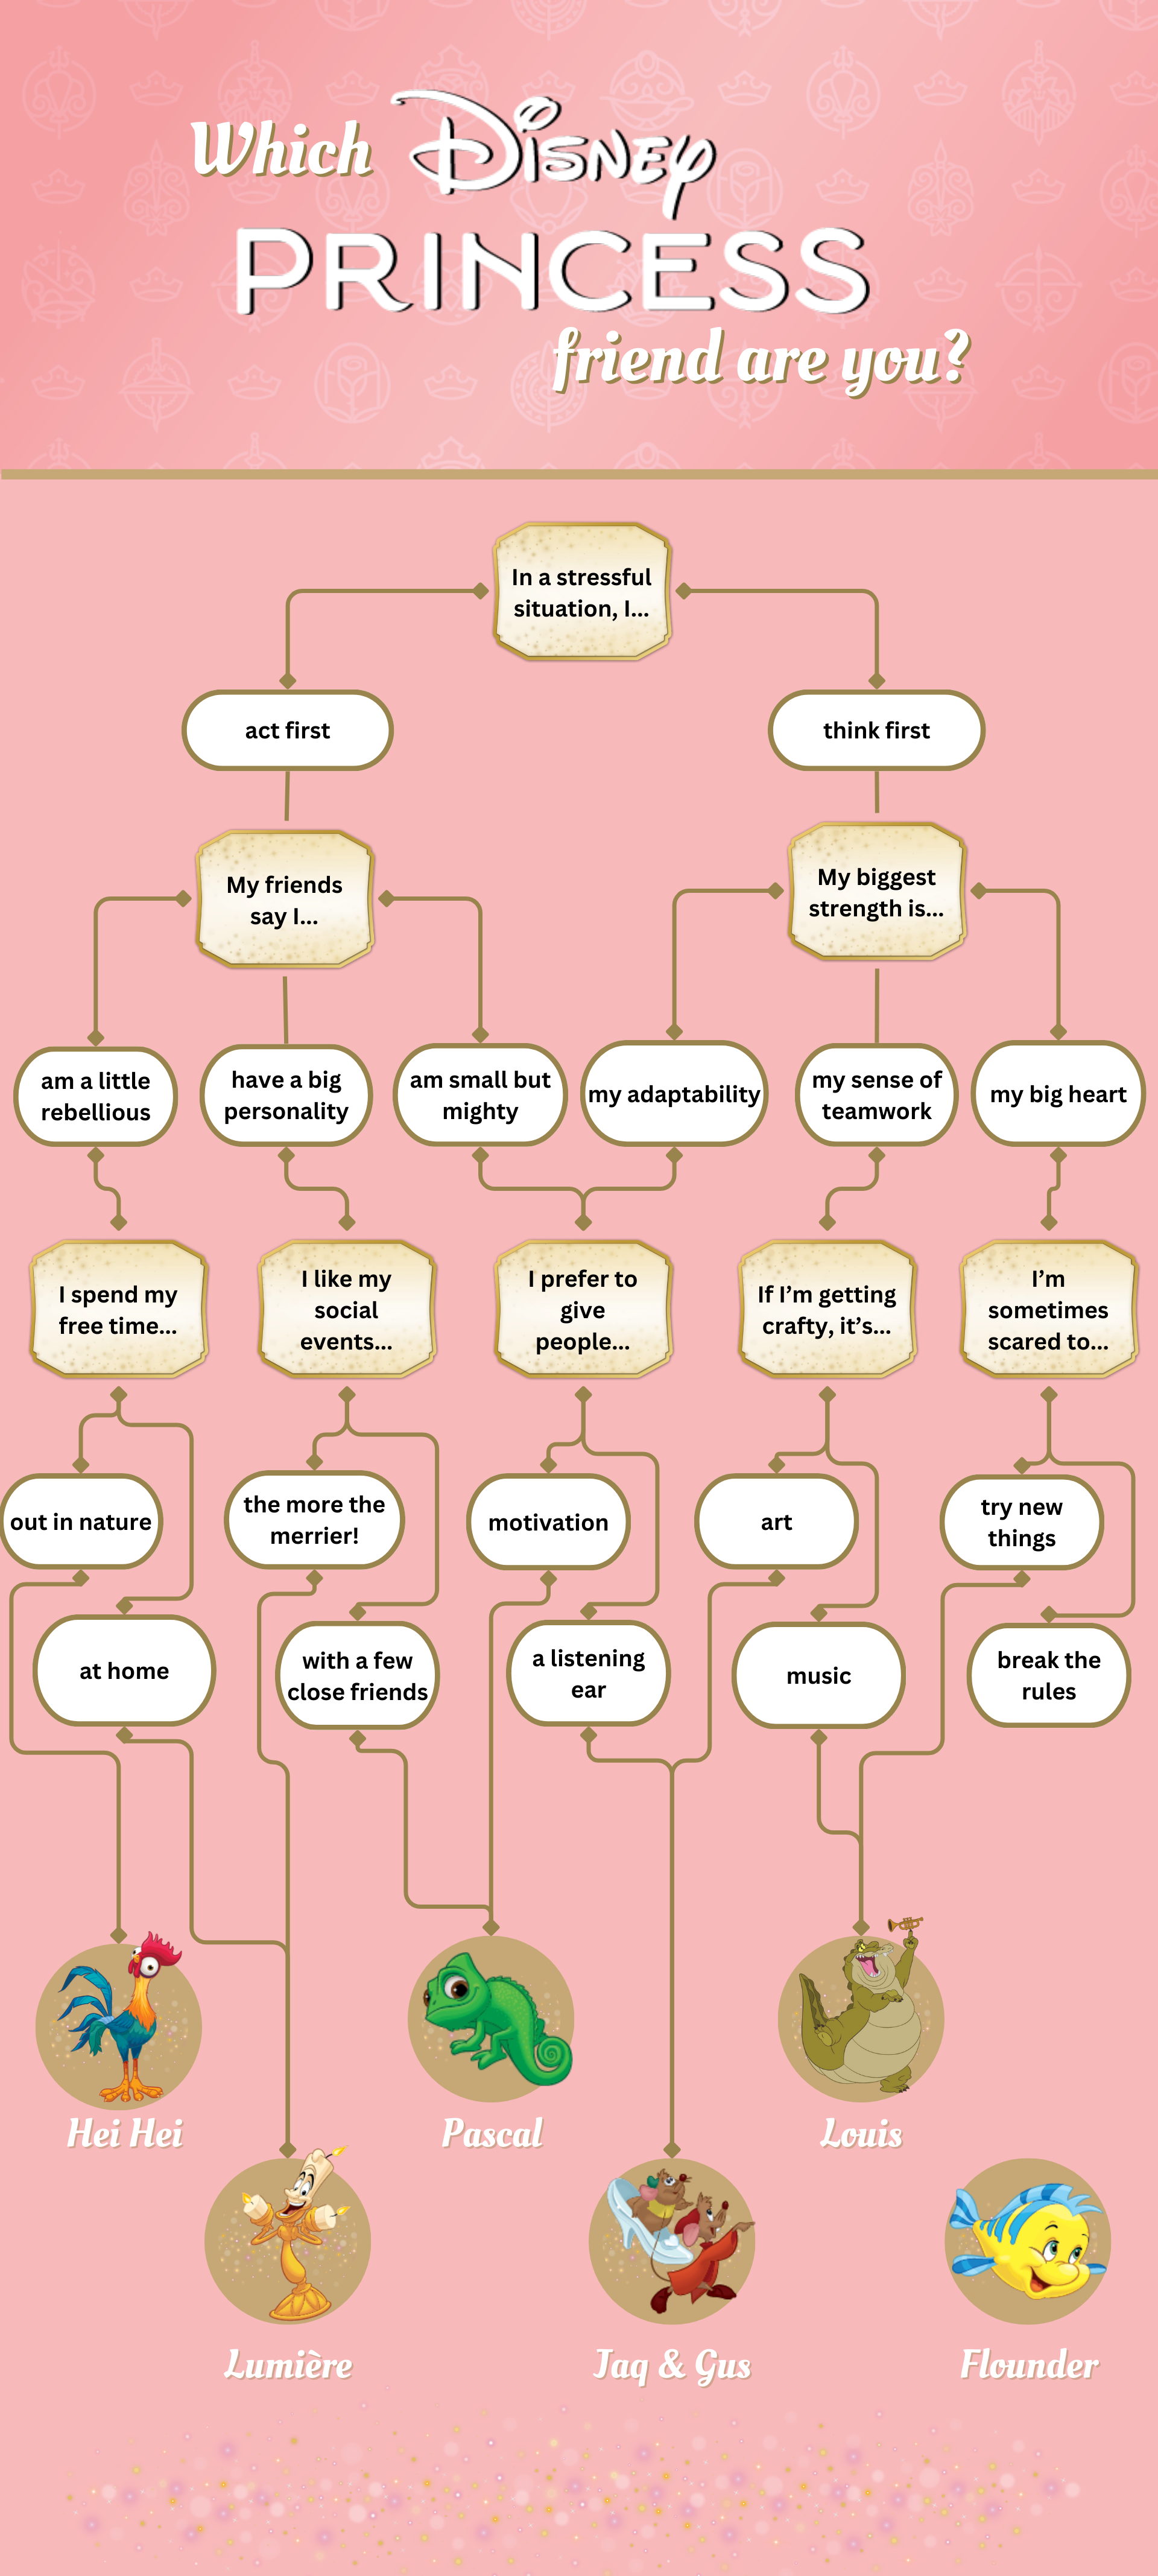 Which Disney
PRINCESS
friend are you?
In a stressful
situation, I...
act first
think first
My friends
say I...
My biggest
strength is...
am a little
rebellious
have a big
personality
am small but
mighty
my adaptability
my sense of
teamwork
my big heart
I spend my
free time...
I like my
social
events...
I prefer to
give
people...
If I'm getting
crafty, it's...
I'm
sometimes
scared to...
out in nature
the more the
merrier!
motivation
art
try new
things
at home
with a few
close friends
a listening
ear
music
break the
rules
Hei Hei
Pascal
Louis
Lumière
Jaq & Gus
Flounder